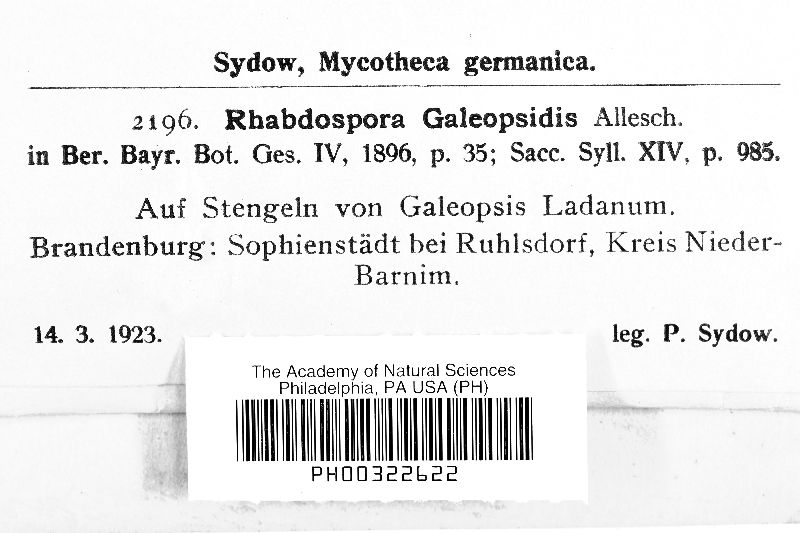 Sydow, Mycotheca germanica.
2196. Rhabdospora Galeopsidis Allesch.
in Ber. Bayr. Bot. Ges. IV, 1896, p. 35; Sacc. Syll. XIV, p. 985.
Auf Stengeln von Galeopsis Ladanum.
Brandenburg: Sophienstädt bei Ruhlsdorf, Kreis Nieder-
Barnim.
14. 3. 1923. leg. P. Sydow.
The Academy of Natural Sciences
Philadelphia, PA USA (PH)
PH00322622